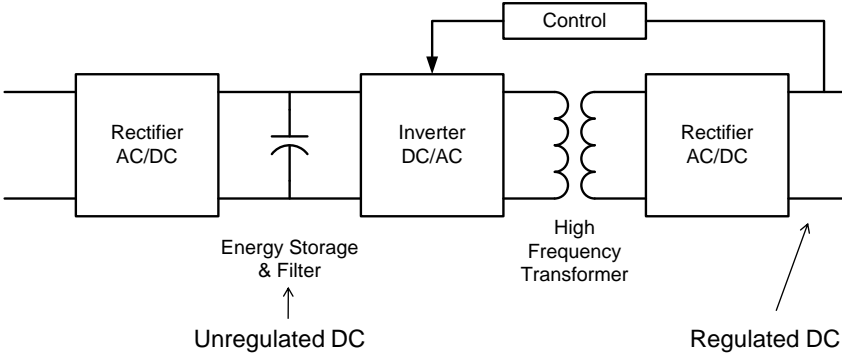 Control
Rectifier
AC/DC
Inverter
DC/AC
Rectifier
AC/DC
Energy Storage
& Filter
High
Frequency
Transformer
Unregulated DC
Regulated DC